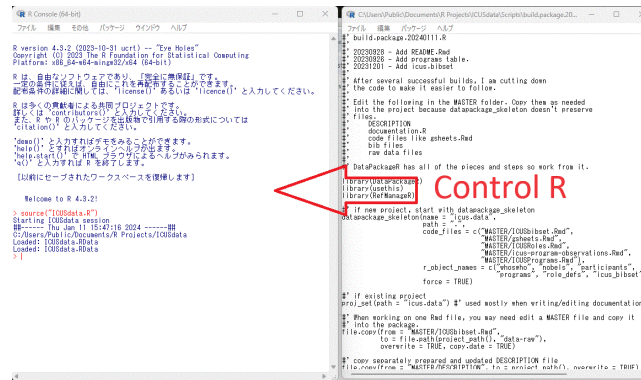 R Console (64-bit)
ファイル 編集 その他 パッケージ ウインドウ ヘルプ
R version 4.3.2 (2023-10-31 ucrt) -- "Eye Holes"
Copyright (C) 2023 The R Foundation for Statistical Computing
Platform: x86_64-w64-mingw32/x64 (64-bit)
R は、自由なソフトウェアであり、「完全に無保証」です。
一定の条件に従えば、自由にこれを再配布することができます。
配布条件の詳細に関しては、'license()' あるいは 'licence()' と入力してください。
R は多くの貢献者による共同プロジェクトです。
詳しくは 'contributors()' と入力してください。
また、R や R のパッケージを出版物で引用する際の形式については
'citation()' と入力してください。
'demo()' と入力すればデモをみることができます。
'help()' とすればオンラインヘルプが出ます。
'help.start()' で HTML ブラウザによるヘルプがみられます。
'q()' と入力すれば R を終了します。
[以前にセーブされたワークスペースを復帰します]
Welcome to R 4.3.2!
> source("ICUSdata.R")
Starting ICUSdata session
##------ Thu Jan 11 15:47:16 2024 ------##
C:/Users/Public/Documents/R Projects/ICUSdata
Loaded: ICUSdata.RData
Loaded: ICUSdata.RData
> |
C:\Users\Public\Documents\R Projects\ICUSdata\Scripts\build.package.20...
ファイル 編集 パッケージ ヘルプ
#' build.package.20240111.R
#'
#' 20230928 - Add README.Rmd
#' 20230928 - Add programs table.
#' 20231201 - Add icus.bibset
#'
#' After several successful builds, I am cutting down
#' the code to make it easier to follow.
#'
#' Edit the following in the MASTER folder. Copy them as needed
#' into the project because datapackage_skeleton doesn't preserve
#' files.
#' DESCRIPTION
#' documentation.R
#' code files like gsheets.Rmd
#' bib files
#' raw data files
#'
#' DataPackageR has all of the pieces and steps so work from it.
library(DataPackageR)
library(usethis)
library(RefManageR)
Control R
#' if new project, start with datapackage_skeleton
datapackage_skeleton(name = "icus.data",
path = ".",
code_files = c("MASTER/ICUSbibset.Rmd",
"MASTER/gsheets.Rmd",
"MASTER/ICUSRoles.Rmd",
"MASTER/icus-program-observations.Rmd",
"MASTER/ICUSPrograms.Rmd"),
r_object_names = c("whoswho", "nobels", "participants",
"programs", "role_defs", "icus_bibset"
force = TRUE)
#' if existing project
proj_set(path = "icus.data") #' used mostly when writing/editing documentation
#' When working on one Rmd file, you may need edit a MASTER file and copy it
#' into the package.
file.copy(from = "MASTER/ICUSbibset.Rmd",
to = file.path(project_path(), "data-raw"),
overwrite = TRUE, copy.date = TRUE)
#' copy separately prepared and updated DESCRIPTION file
file.copy(from = "MASTER/DESCRIPTION", to = project_path(), overwrite = TRUE,